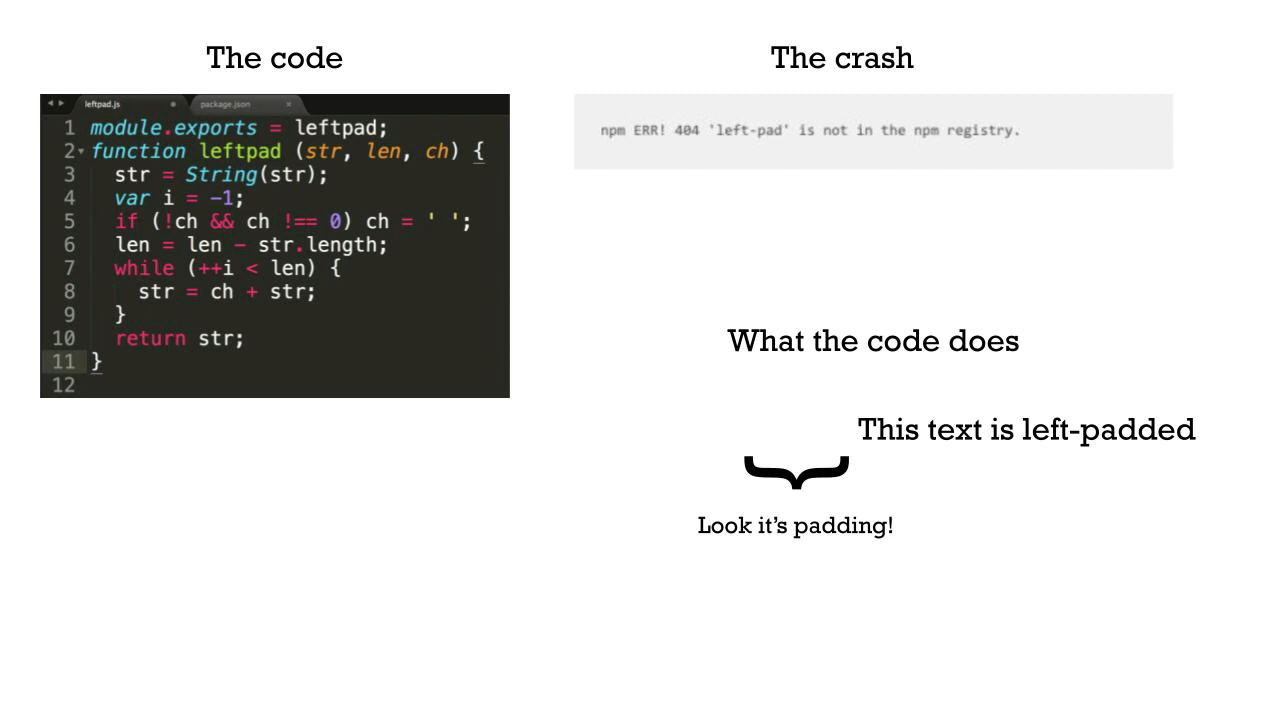 The code
leftpad.js
package.json
1 module.exports = leftpad;
2 function leftpad (str, len, ch) {
3   str = String(str);
4   var i = -1;
5   if (!ch && ch !== 0) ch = ' ';
6   len = len - str.length;
7   while (++i < len) {
8     str = ch + str;
9   }
10   return str;
11 }
12
The crash
npm ERR! 404 'left-pad' is not in the npm registry.
What the code does
This text is left-padded
Look it’s padding!